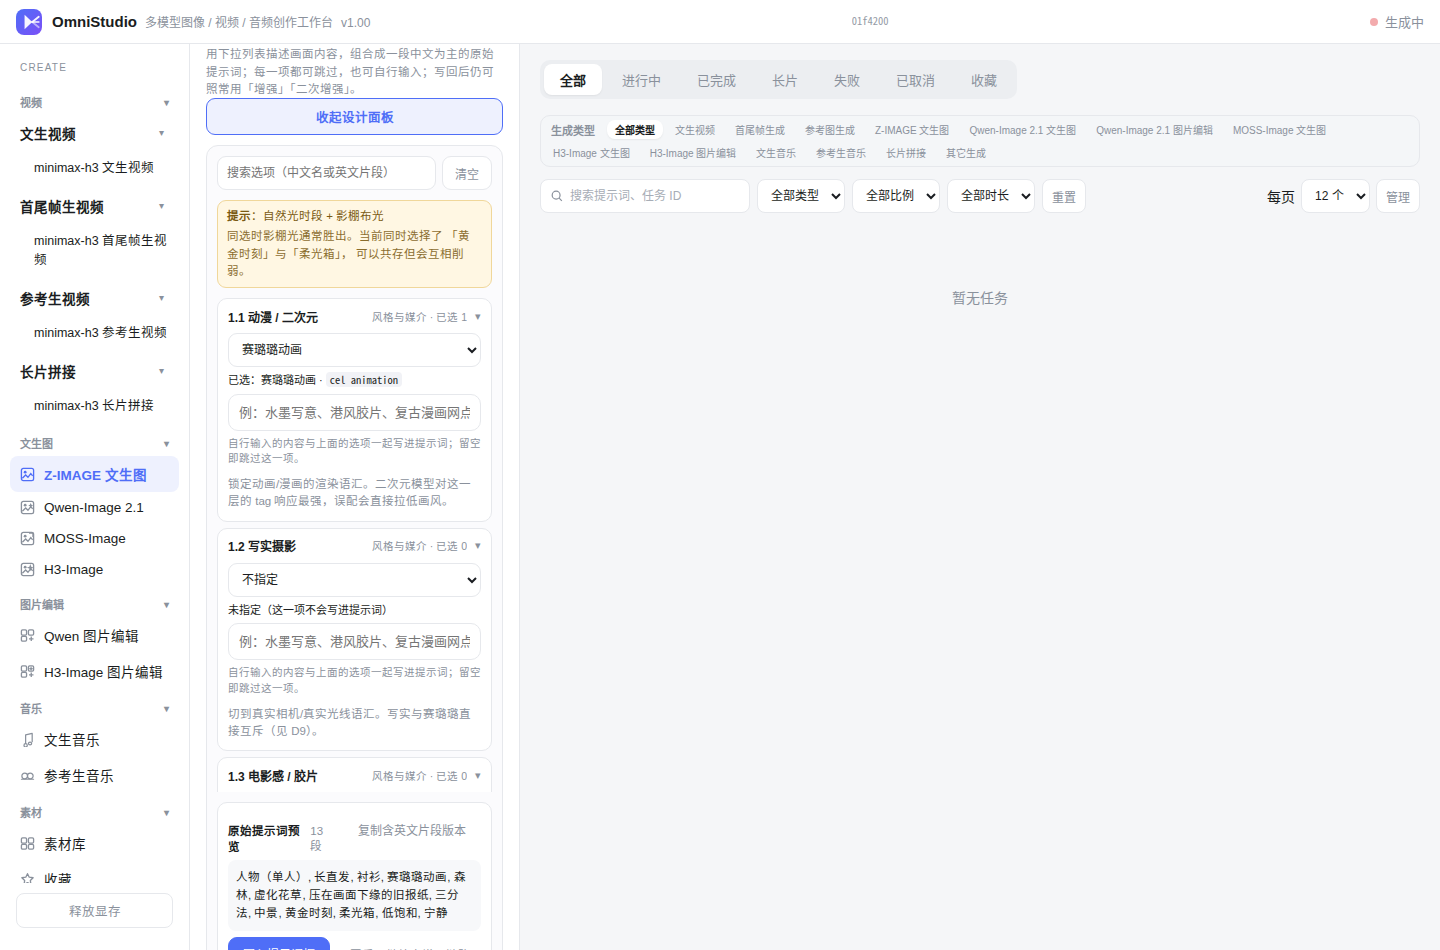 OmniStudio 多模型图像 / 视频 / 音频创作工作台 v1.00
01f4200
生成中
CREATE
视频
文生视频
minimax-h3 文生视频
首尾帧生视频
minimax-h3 首尾帧生视
频
参考生视频
minimax-h3 参考生视频
长片拼接
minimax-h3 长片拼接
文生图
Z-IMAGE 文生图
Qwen-Image 2.1
MOSS-Image
H3-Image
图片编辑
Qwen 图片编辑
H3-Image 图片编辑
音乐
文生音乐
参考生音乐
素材
素材库
收藏
释放显存
用下拉列表描述画面内容，组合成一段中文为主的原始
提示词；每一项都可跳过，也可自行输入；写回后仍可
照常用「增强」「二次增强」。
收起设计面板
搜索选项（中文名或英文片段）
清空
提示：自然光时段 + 影棚布光
同选时影棚光通常胜出。当前同时选择了「黄
金时刻」与「柔光箱」，可以共存但会互相削
弱。
1.1 动漫 / 二次元 风格与媒介 · 已选 1
赛璐璐动画
已选：赛璐璐动画 · cel animation
例：水墨写意、港风胶片、复古漫画网点
自行输入的内容与上面的选项一起写进提示词；留空
即跳过这一项。
锁定动画/漫画的渲染语汇。二次元模型对这一
层的 tag 响应最强，误配会直接拉低画风。
1.2 写实摄影 风格与媒介 · 已选 0
不指定
未指定（这一项不会写进提示词）
例：水墨写意、港风胶片、复古漫画网点
自行输入的内容与上面的选项一起写进提示词；留空
即跳过这一项。
切到真实相机/真实光线语汇。写实与赛璐璐直
接互斥（见 D9）。
1.3 电影感 / 胶片 风格与媒介 · 已选 0
原始提示词预
览
13
段
复制含英文片段版本
人物（单人）, 长直发, 衬衫, 赛璐璐动画, 森
林, 虚化花草, 压在画面下缘的旧报纸, 三分
法, 中景, 黄金时刻, 柔光箱, 低饱和, 宁静
全部 进行中 已完成 长片 失败 已取消 收藏
生成类型 全部类型 文生视频 首尾帧生成 参考图生成 Z-IMAGE 文生图 Qwen-Image 2.1 文生图 Qwen-Image 2.1 图片编辑 MOSS-Image 文生图
H3-Image 文生图 H3-Image 图片编辑 文生音乐 参考生音乐 长片拼接 其它生成
搜索提示词、任务 ID 全部类型 全部比例 全部时长 重置 每页 12 个 管理
暂无任务